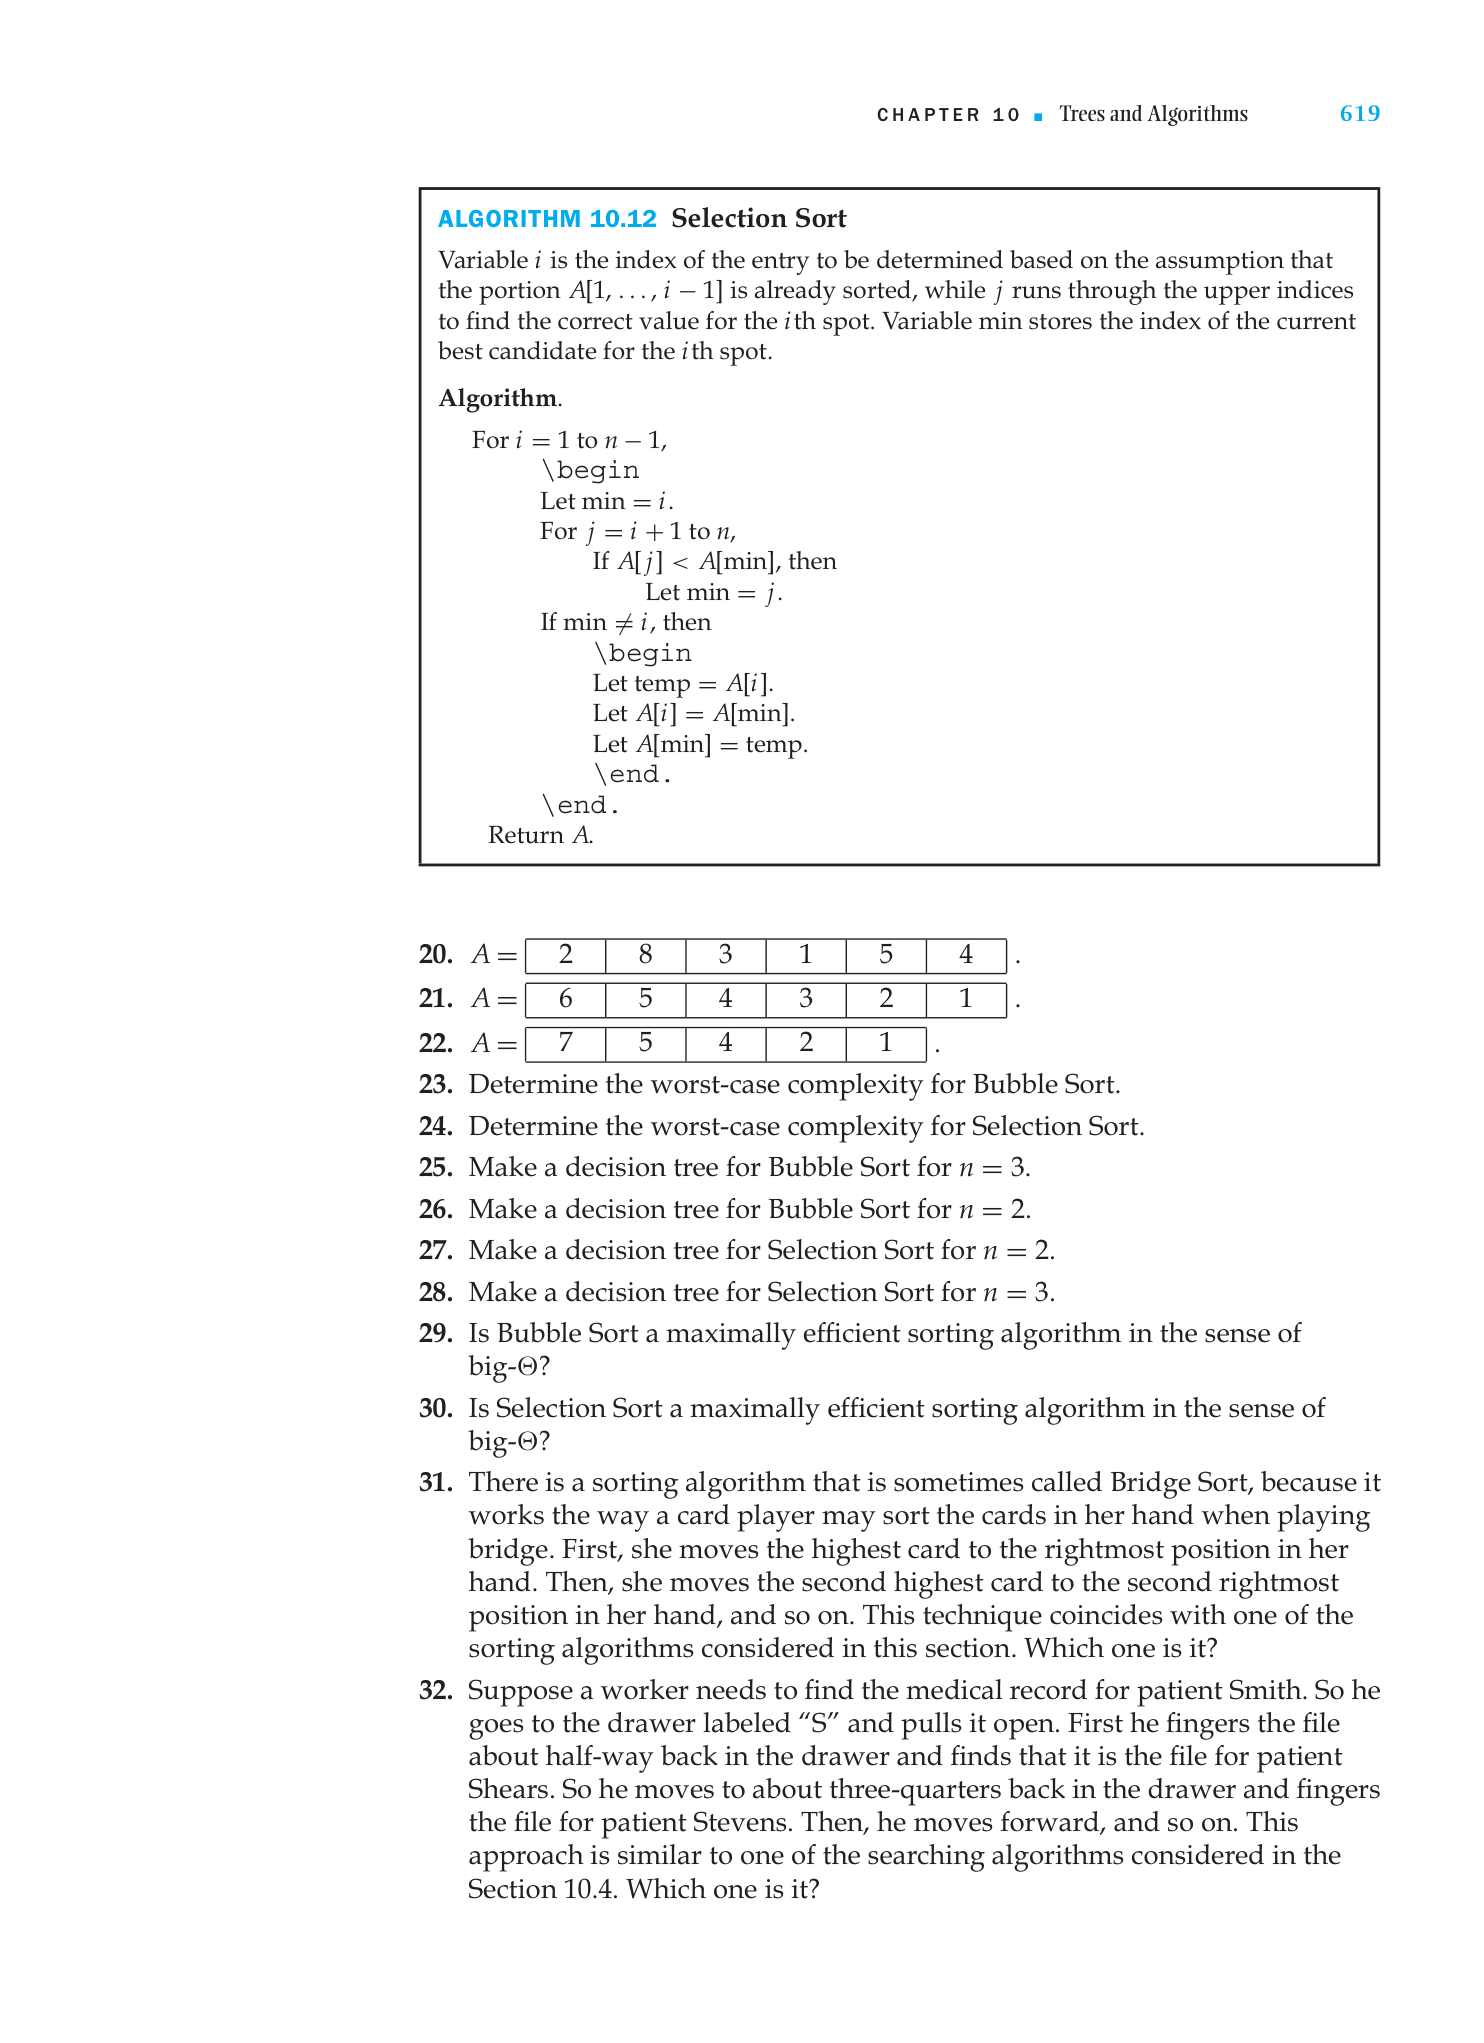 CHAPTER 10 ■ Trees and Algorithms 619
ALGORITHM 10.12 Selection Sort
Variable i is the index of the entry to be determined based on the assumption that
the portion A[1, . . . , i − 1] is already sorted, while j runs through the upper indices
to find the correct value for the ith spot. Variable min stores the index of the current
best candidate for the ith spot.
Algorithm.
For i = 1 to n − 1,
\begin
Let min = i.
For j = i + 1 to n,
If A[j] < A[min], then
Let min = j.
If min ≠ i, then
\begin
Let temp = A[i].
Let A[i] = A[min].
Let A[min] = temp.
\end.
\end.
Return A.
20. A = 2 8 3 1 5 4 .
21. A = 6 5 4 3 2 1 .
22. A = 7 5 4 2 1 .
23. Determine the worst-case complexity for Bubble Sort.
24. Determine the worst-case complexity for Selection Sort.
25. Make a decision tree for Bubble Sort for n = 3.
26. Make a decision tree for Bubble Sort for n = 2.
27. Make a decision tree for Selection Sort for n = 2.
28. Make a decision tree for Selection Sort for n = 3.
29. Is Bubble Sort a maximally efficient sorting algorithm in the sense of
big-Θ?
30. Is Selection Sort a maximally efficient sorting algorithm in the sense of
big-Θ?
31. There is a sorting algorithm that is sometimes called Bridge Sort, because it
works the way a card player may sort the cards in her hand when playing
bridge. First, she moves the highest card to the rightmost position in her
hand. Then, she moves the second highest card to the second rightmost
position in her hand, and so on. This technique coincides with one of the
sorting algorithms considered in this section. Which one is it?
32. Suppose a worker needs to find the medical record for patient Smith. So he
goes to the drawer labeled “S” and pulls it open. First he fingers the file
about half-way back in the drawer and finds that it is the file for patient
Shears. So he moves to about three-quarters back in the drawer and fingers
the file for patient Stevens. Then, he moves forward, and so on. This
approach is similar to one of the searching algorithms considered in the
Section 10.4. Which one is it?